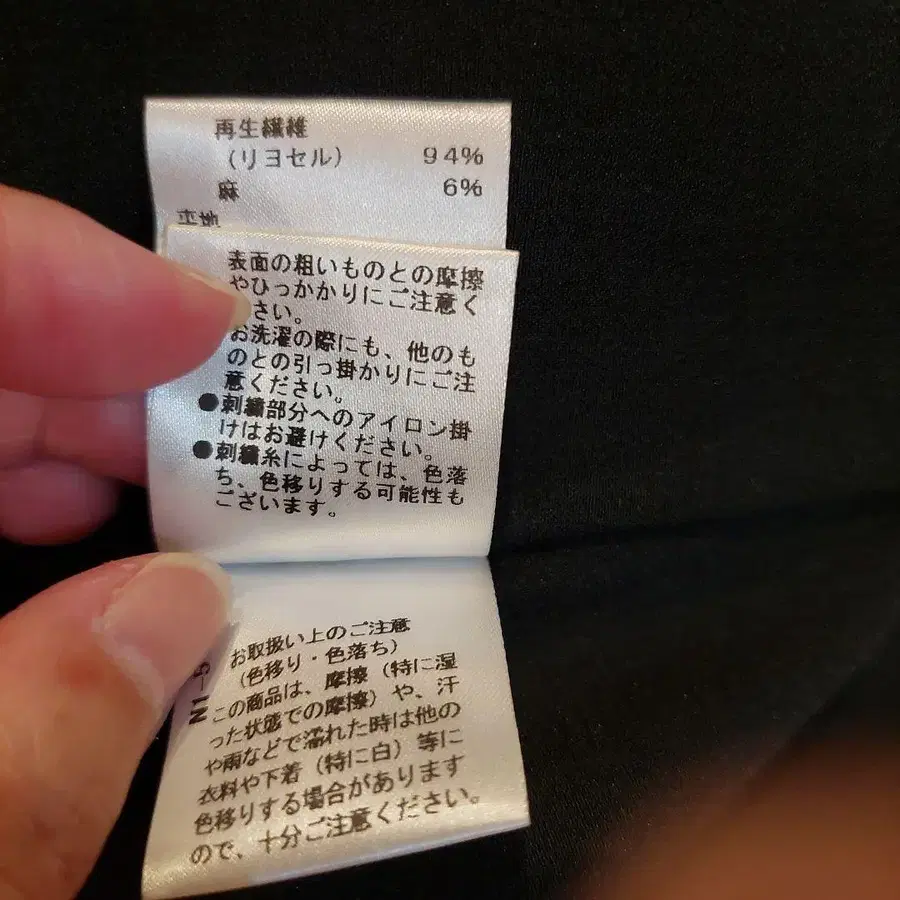 再生繊維
(リヨセル) 94%
麻 6%
表面の粗いものとの摩擦
やひっかかりにご注意く
さい。
お洗濯の際にも、他のも
のとの引っ掛かりにご注
意ください。
●刺繍部分へのアイロン掛
けはお避けください。
●刺繍糸によっては、色落
ち、色移りする可能性も
ございます。
お取扱い上のご注意
(色移り・色落ち)
この商品は、摩擦(特に湿
った状態での摩擦)や、汗
や雨などで濡れた時は他の
衣料や下着(特に白)等に
色移りする場合があります
ので、十分ご注意ください。